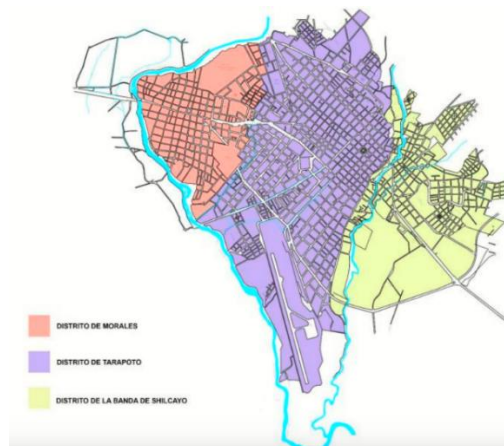 DISTRITO DE MORALES
DISTRITO DE TARAPOTO
DISTRITO DE LA BANDA DE SHILCAYO